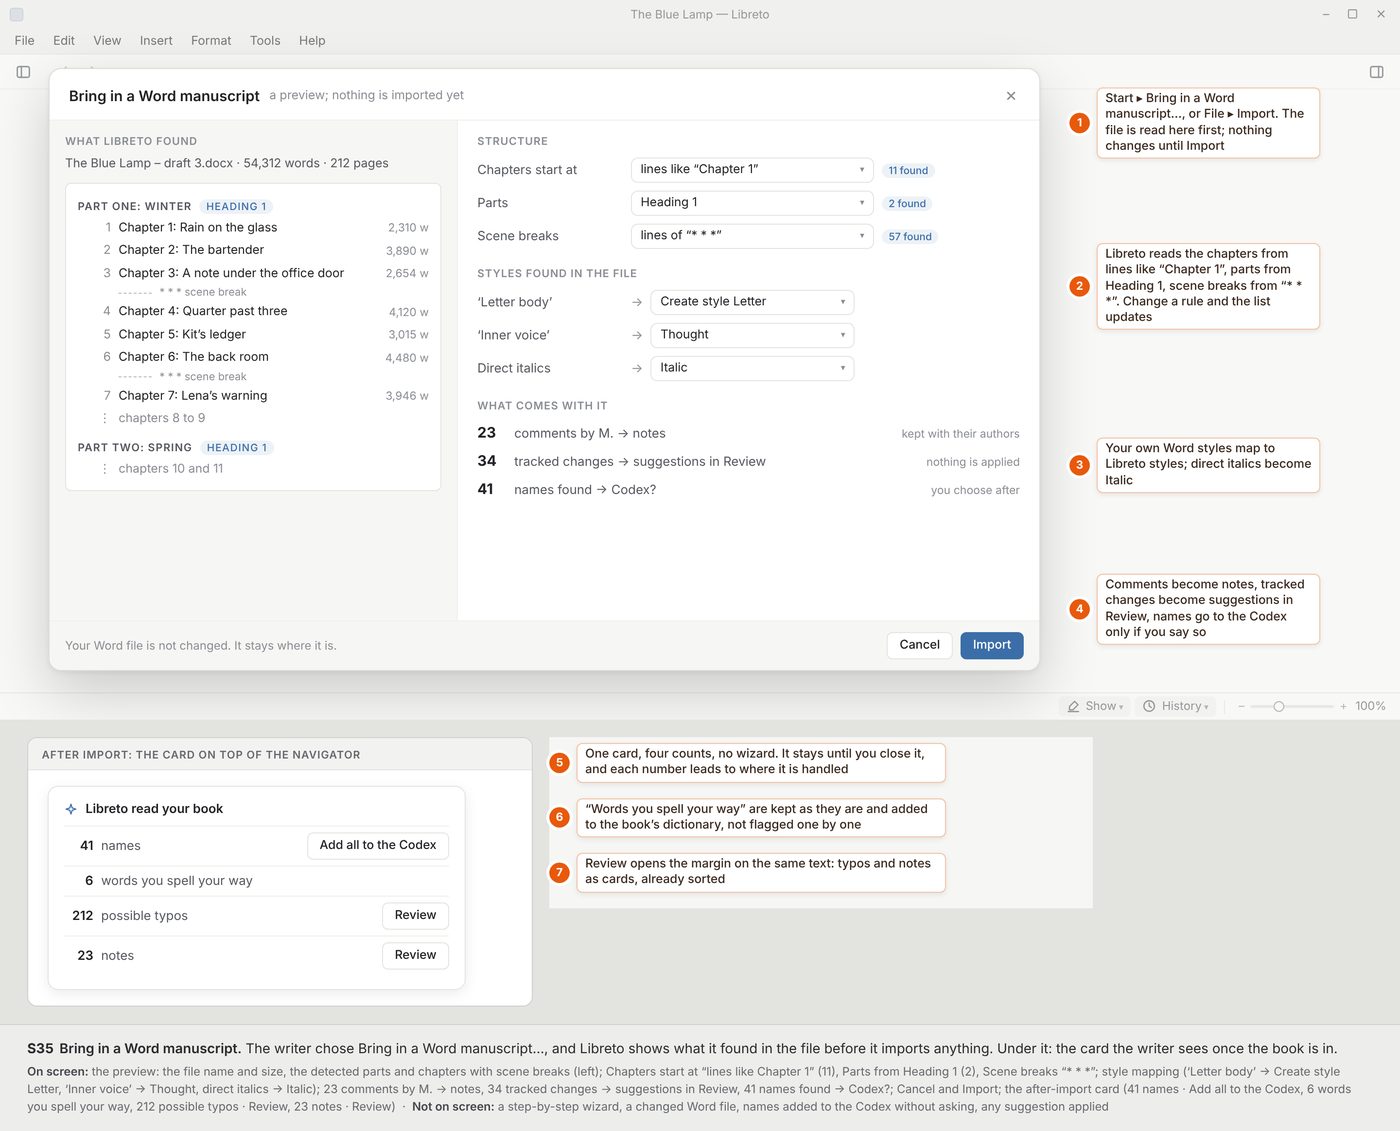 The Blue Lamp — Libreto
File Edit View Insert Format Tools Help
Bring in a Word manuscript a preview; nothing is imported yet
WHAT LIBRETO FOUND
The Blue Lamp – draft 3.docx · 54,312 words · 212 pages
PART ONE: WINTER HEADING 1
1 Chapter 1: Rain on the glass 2,310 w
2 Chapter 2: The bartender 3,890 w
3 Chapter 3: A note under the office door 2,654 w
------- * * * scene break
4 Chapter 4: Quarter past three 4,120 w
5 Chapter 5: Kit’s ledger 3,015 w
6 Chapter 6: The back room 4,480 w
------- * * * scene break
7 Chapter 7: Lena’s warning 3,946 w
⋮ chapters 8 to 9
PART TWO: SPRING HEADING 1
⋮ chapters 10 and 11
STRUCTURE
Chapters start at lines like “Chapter 1” 11 found
Parts Heading 1 2 found
Scene breaks lines of “* * *” 57 found
STYLES FOUND IN THE FILE
‘Letter body’ → Create style Letter
‘Inner voice’ → Thought
Direct italics → Italic
WHAT COMES WITH IT
23 comments by M. → notes kept with their authors
34 tracked changes → suggestions in Review nothing is applied
41 names found → Codex? you choose after
Your Word file is not changed. It stays where it is.
Cancel Import
1
Start ▸ Bring in a Word
manuscript…, or File ▸ Import. The
file is read here first; nothing
changes until Import
2
Libreto reads the chapters from
lines like “Chapter 1”, parts from
Heading 1, scene breaks from “* *
*”. Change a rule and the list
updates
3
Your own Word styles map to
Libreto styles; direct italics become
Italic
4
Comments become notes, tracked
changes become suggestions in
Review, names go to the Codex
only if you say so
Show History − + 100%
AFTER IMPORT: THE CARD ON TOP OF THE NAVIGATOR
Libreto read your book
41 names Add all to the Codex
6 words you spell your way
212 possible typos Review
23 notes Review
5
One card, four counts, no wizard. It stays until you close it,
and each number leads to where it is handled
6
“Words you spell your way” are kept as they are and added
to the book’s dictionary, not flagged one by one
7
Review opens the margin on the same text: typos and notes
as cards, already sorted
S35 Bring in a Word manuscript. The writer chose Bring in a Word manuscript…, and Libreto shows what it found in the file before it imports anything. Under it: the card the writer sees once the book is in.
On screen: the preview: the file name and size, the detected parts and chapters with scene breaks (left); Chapters start at “lines like Chapter 1” (11), Parts from Heading 1 (2), Scene breaks “* * *”; style mapping (‘Letter body’ → Create style
Letter, ‘Inner voice’ → Thought, direct italics → Italic); 23 comments by M. → notes, 34 tracked changes → suggestions in Review, 41 names found → Codex?; Cancel and Import; the after-import card (41 names · Add all to the Codex, 6 words
you spell your way, 212 possible typos · Review, 23 notes · Review) · Not on screen: a step-by-step wizard, a changed Word file, names added to the Codex without asking, any suggestion applied